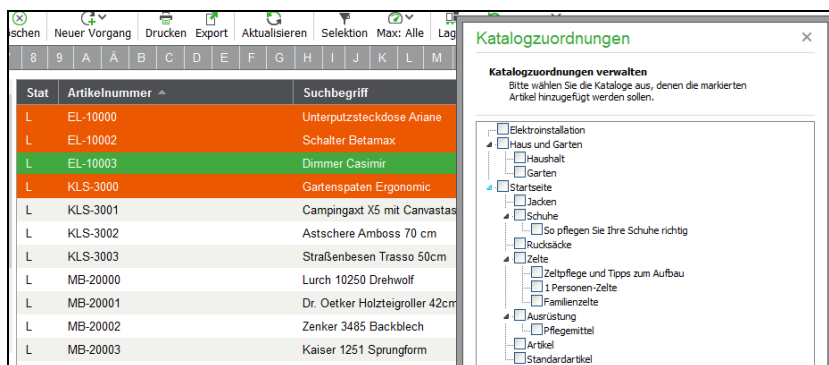 schen Neuer Vorgang Drucken Export Aktualisieren Selektion Max: Alle Lag
8 9 A Ä B C D E F G H I J K L M
Stat Artikelnummer Suchbegriff
L EL-10000 Unterputzsteckdose Ariane
L EL-10002 Schalter Betamax
L EL-10003 Dimmer Casimir
L KLS-3000 Gartenspaten Ergonomic
L KLS-3001 Campingaxt X5 mit Canvastas
L KLS-3002 Astschere Amboss 70 cm
L KLS-3003 Straßenbesen Trasso 50cm
L MB-20000 Lurch 10250 Drehwolf
L MB-20001 Dr. Oetker Holzteigroller 42cm
L MB-20002 Zenker 3485 Backblech
L MB-20003 Kaiser 1251 Sprungform
Katalogzuordnungen
Katalogzuordnungen verwalten
Bitte wählen Sie die Kataloge aus, denen die markierten
Artikel hinzugefügt werden sollen.
Elektroinstallation
Haus und Garten
Haushalt
Garten
Startseite
Jacken
Schuhe
So pflegen Sie Ihre Schuhe richtig
Rucksäcke
Zelte
Zeltpflege und Tipps zum Aufbau
1 Personen-Zelte
Familienzelte
Ausrüstung
Pflegemittel
Artikel
Standardartikel